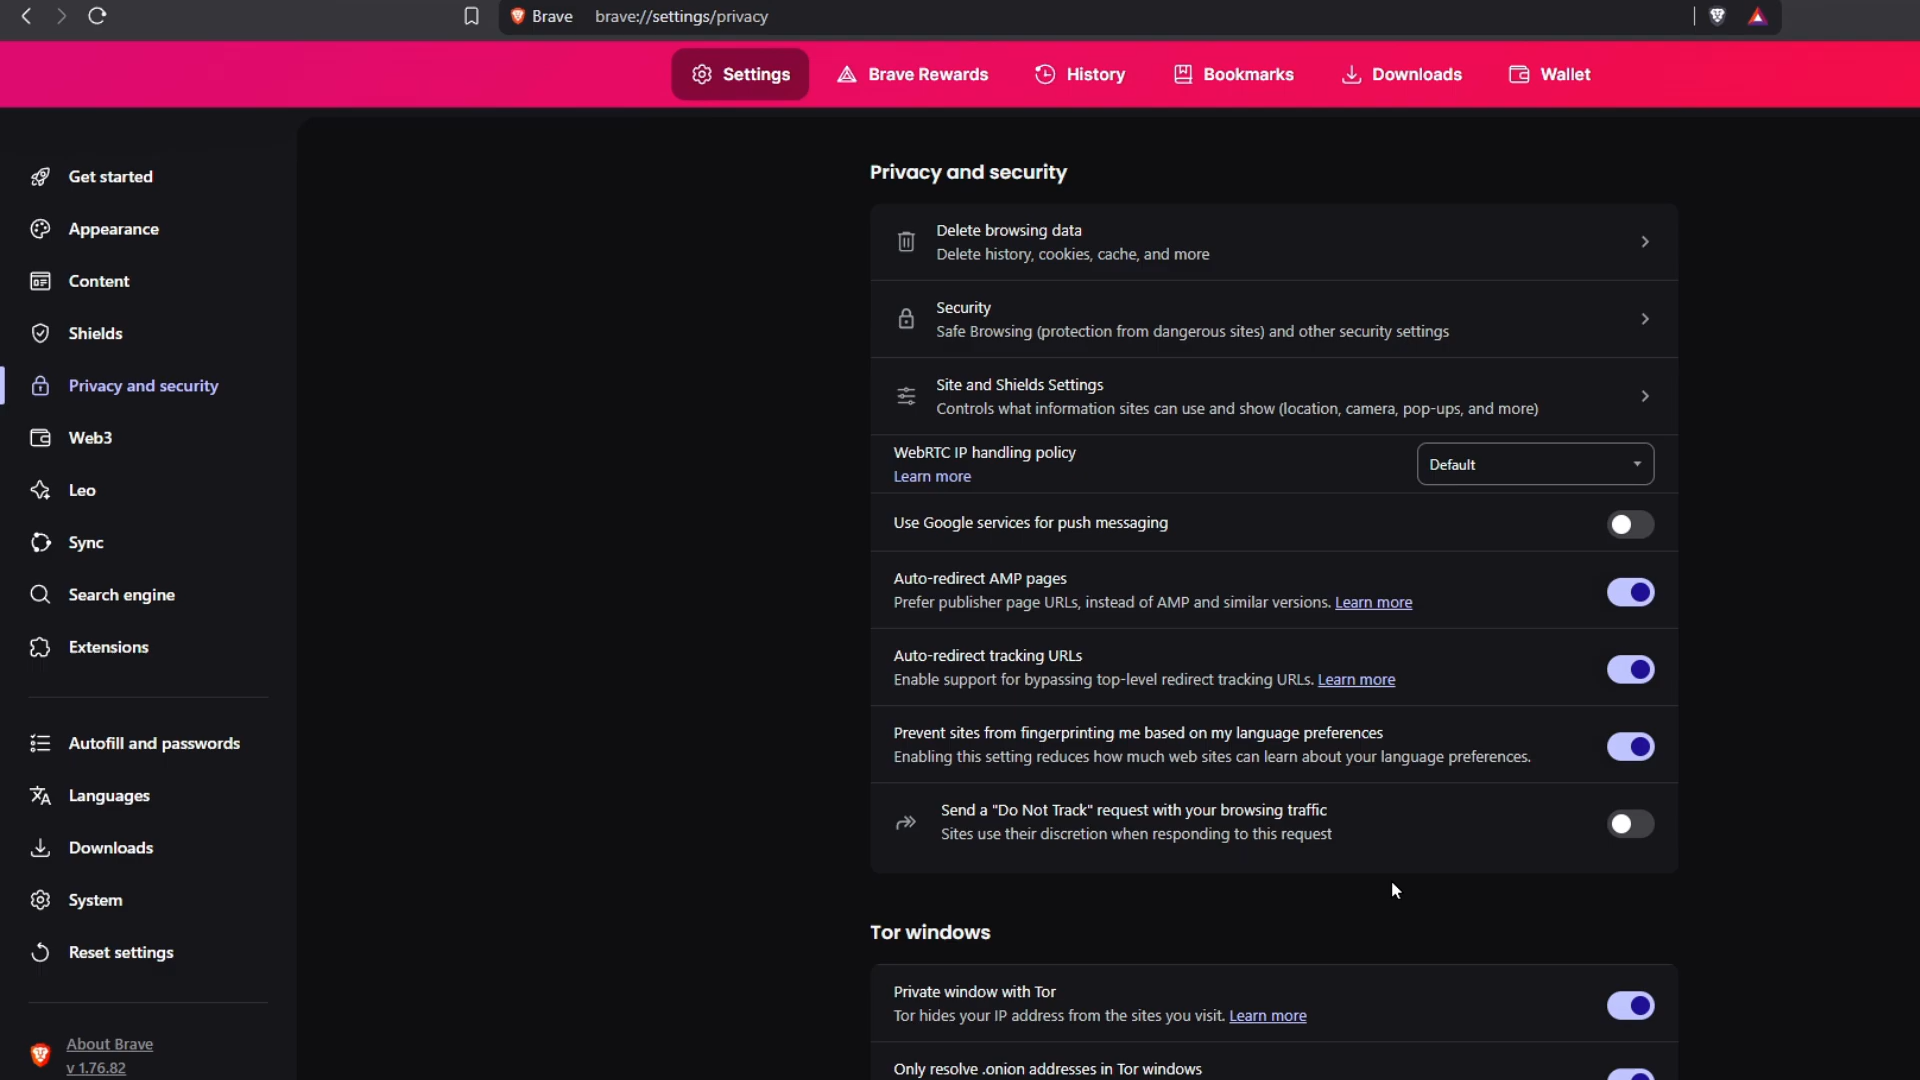 Brave brave://settings/privacy
Settings Brave Rewards History Bookmarks Downloads Wallet
Get started
Appearance
Content
Shields
Privacy and security
Web3
Leo
Sync
Search engine
Extensions
Autofill and passwords
Languages
Downloads
System
Reset settings
About Brave
v 1.76.82
Privacy and security
Delete browsing data
Delete history, cookies, cache, and more
Security
Safe Browsing (protection from dangerous sites) and other security settings
Site and Shields Settings
Controls what information sites can use and show (location, camera, pop-ups, and more)
WebRTC IP handling policy
Learn more
Default
Use Google services for push messaging
Auto-redirect AMP pages
Prefer publisher page URLs, instead of AMP and similar versions. Learn more
Auto-redirect tracking URLs
Enable support for bypassing top-level redirect tracking URLs. Learn more
Prevent sites from fingerprinting me based on my language preferences
Enabling this setting reduces how much web sites can learn about your language preferences.
Send a "Do Not Track" request with your browsing traffic
Sites use their discretion when responding to this request
Tor windows
Private window with Tor
Tor hides your IP address from the sites you visit. Learn more
Only resolve .onion addresses in Tor windows